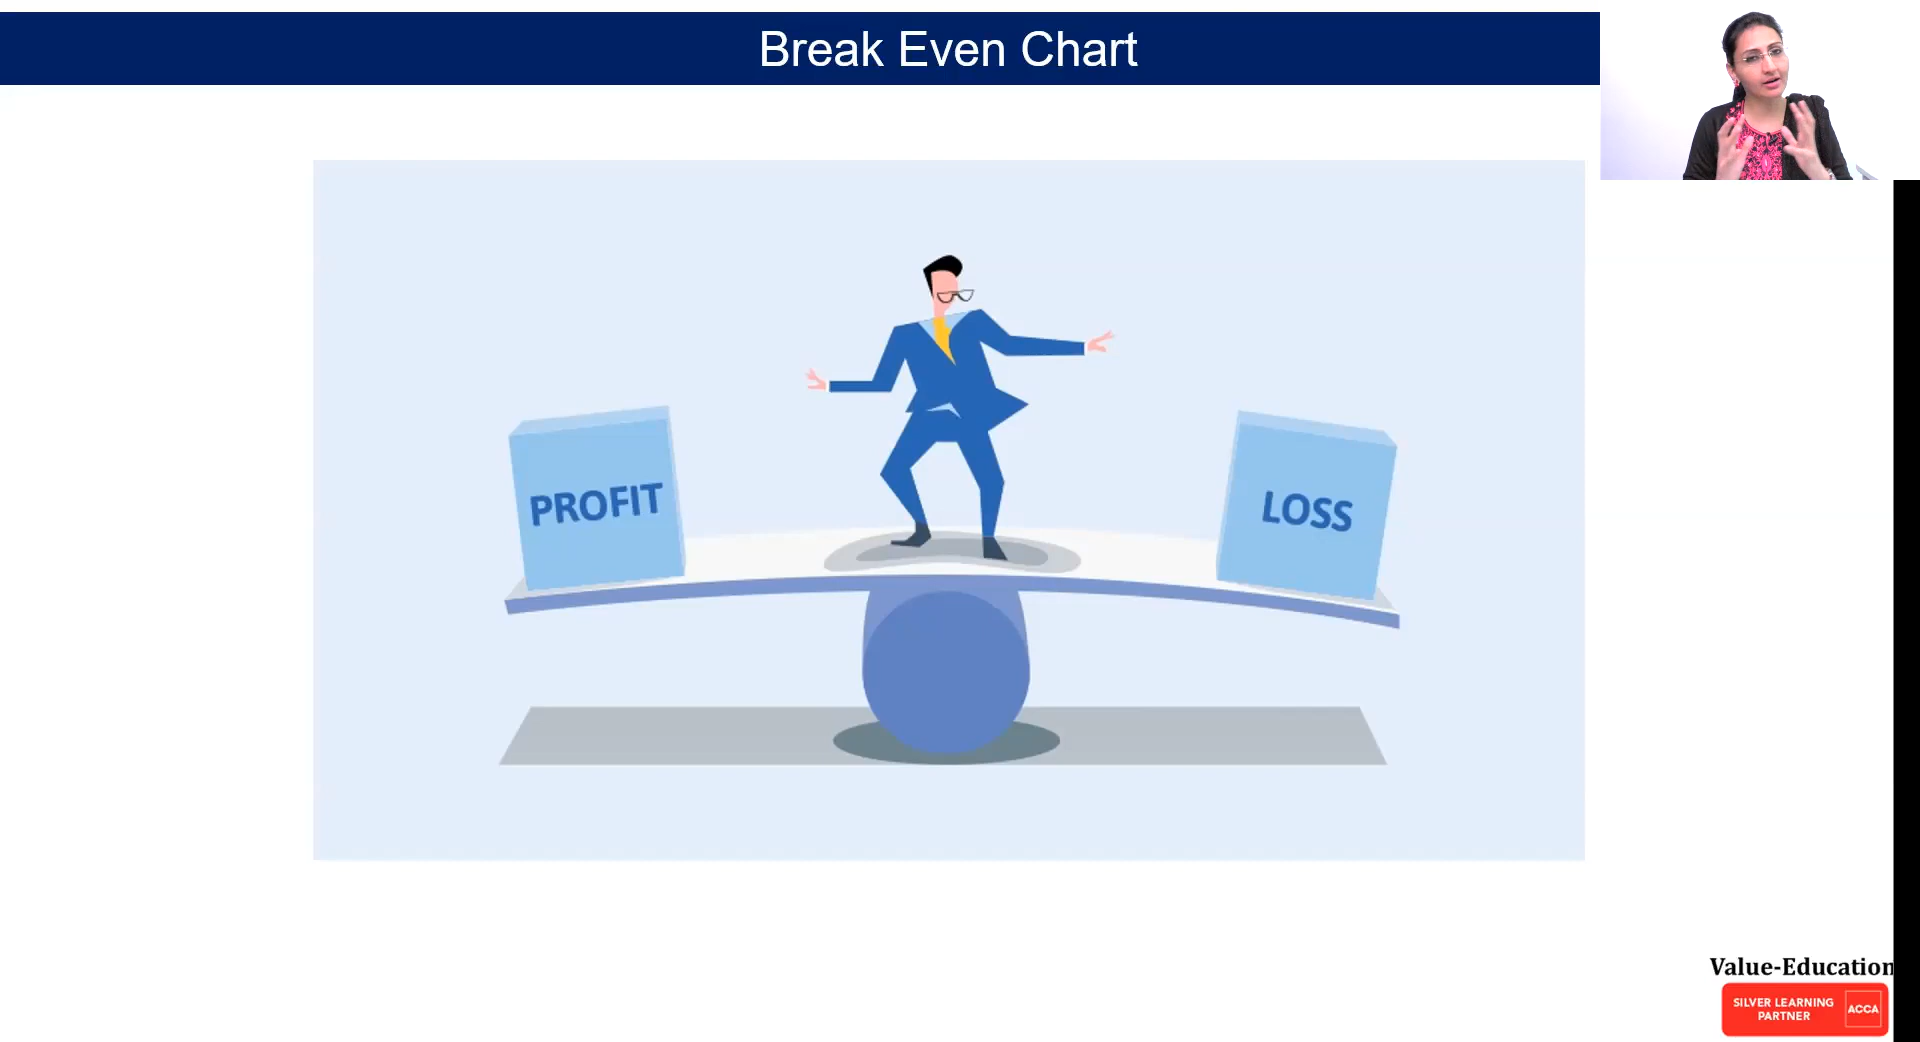 Break Even Chart
PROFIT
LOSS
Value-Education
SILVER LEARNING
PARTNER
ACCA